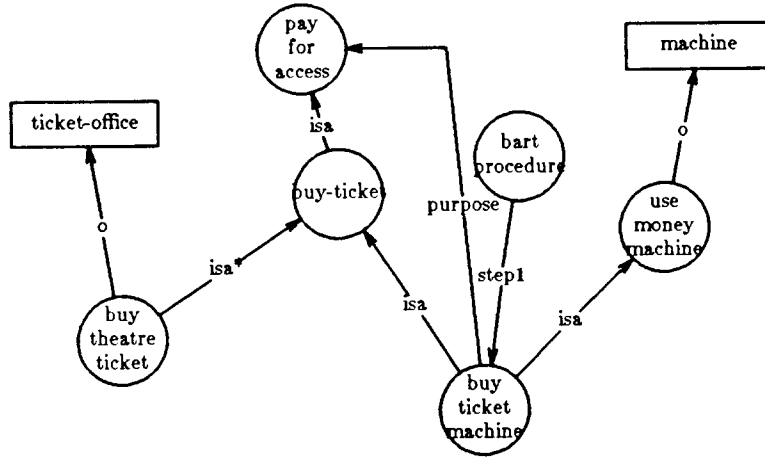 pay
for
access
machine
ticket-office
isa
bart
procedure
o
buy-ticket
purpose
use
money
machine
o
isa*
step1
isa
isa
buy
theatre
ticket
buy
ticket
machine